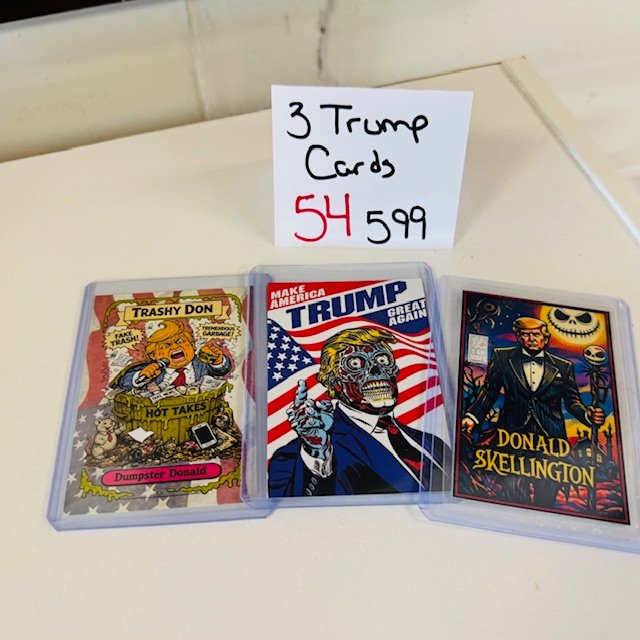 3 Trump
Cards
54 599
TRASHY DON
FAKE
TRASH!
TREMENDOUS
GARBAGE!
HOT TAKES
Dumpster Donald
MAKE
AMERICA
TRUMP
GREAT
AGAIN
DONALD
SKELLINGTON